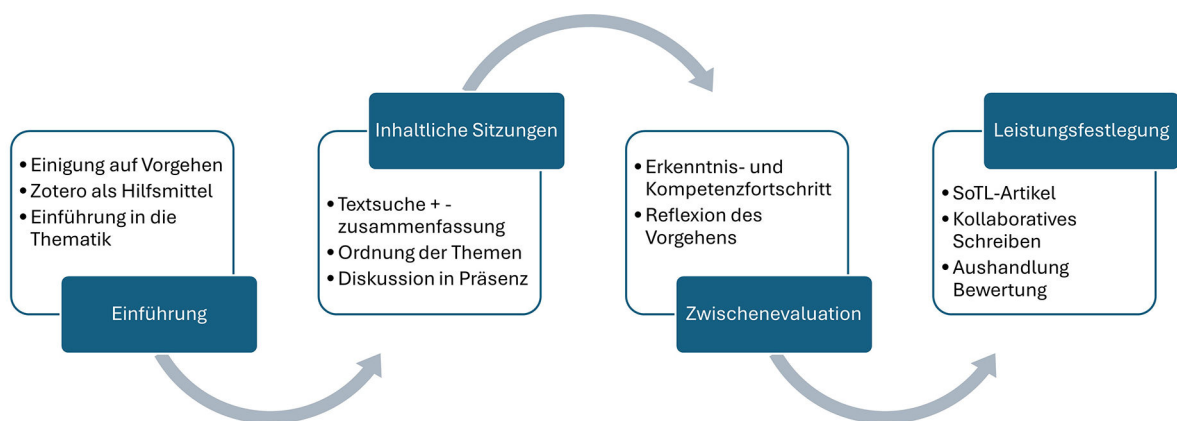 • Einigung auf Vorgehen
• Zotero als Hilfsmittel
• Einführung in die
Thematik
Einführung
Inhaltliche Sitzungen
• Textsuche + -
zusammenfassung
• Ordnung der Themen
• Diskussion in Präsenz
• Erkenntnis- und
Kompetenzfortschritt
• Reflexion des
Vorgehens
Zwischenevaluation
Leistungsfestlegung
• SoTL-Artikel
• Kollaboratives
Schreiben
• Aushandlung
Bewertung